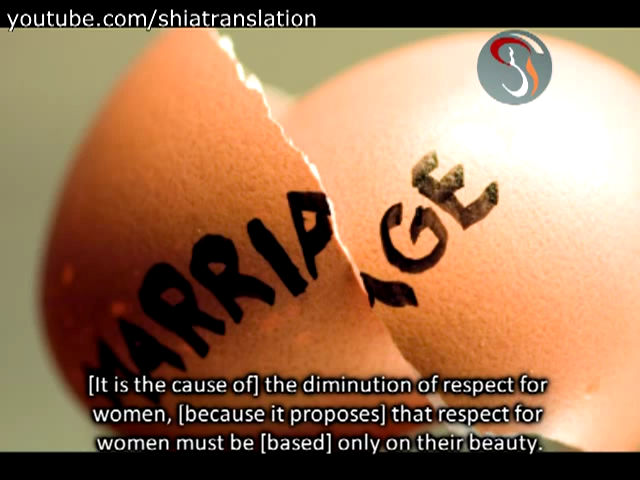 youtube.com/shiatranslation
MARRIAGE
[It is the cause of] the diminution of respect for
women, [because it proposes] that respect for
women must be [based] only on their beauty.